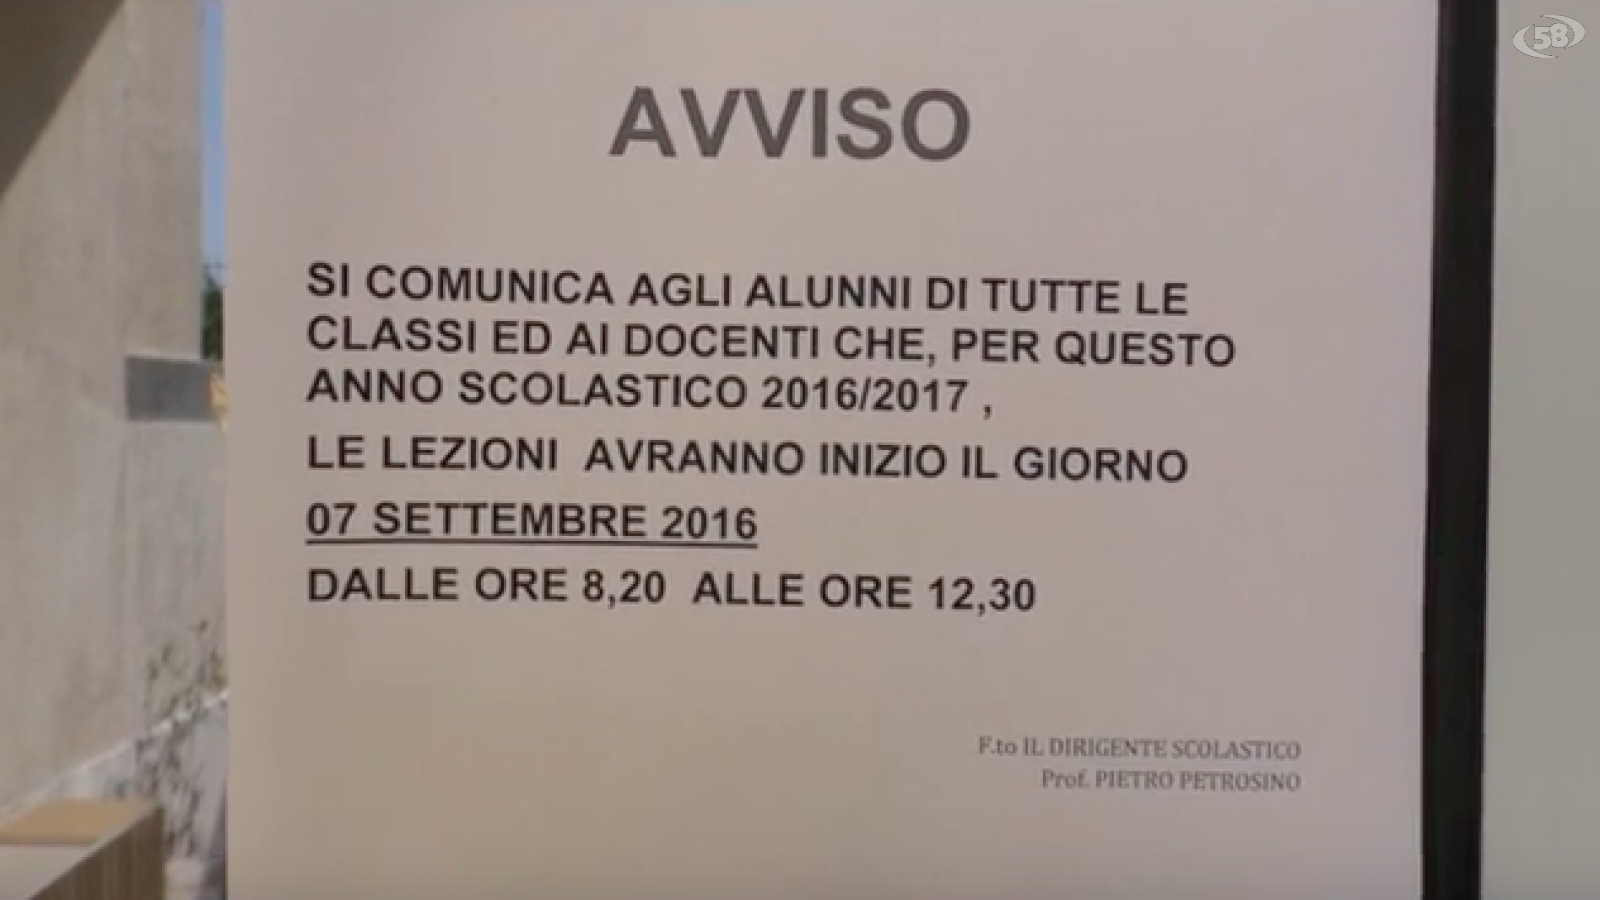 58
AVVISO
SI COMUNICA AGLI ALUNNI DI TUTTE LE
CLASSI ED AI DOCENTI CHE, PER QUESTO
ANNO SCOLASTICO 2016/2017 ,
LE LEZIONI AVRANNO INIZIO IL GIORNO
07 SETTEMBRE 2016
DALLE ORE 8,20 ALLE ORE 12,30
F.to IL DIRIGENTE SCOLASTICO
Prof. PIETRO PETROSINO